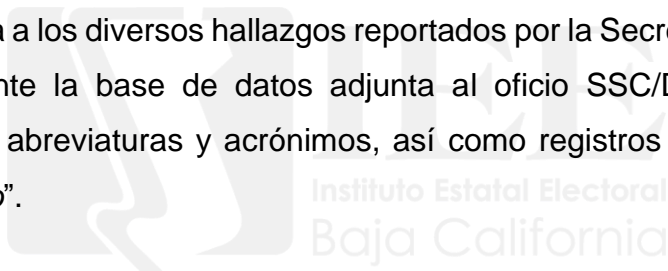 a los diversos hallazgos reportados por la Secre
nte la base de datos adjunta al oficio SSC/D
abreviaturas y acrónimos, así como registros
o”.
IEE
Instituto Estatal Electoral
Baja California